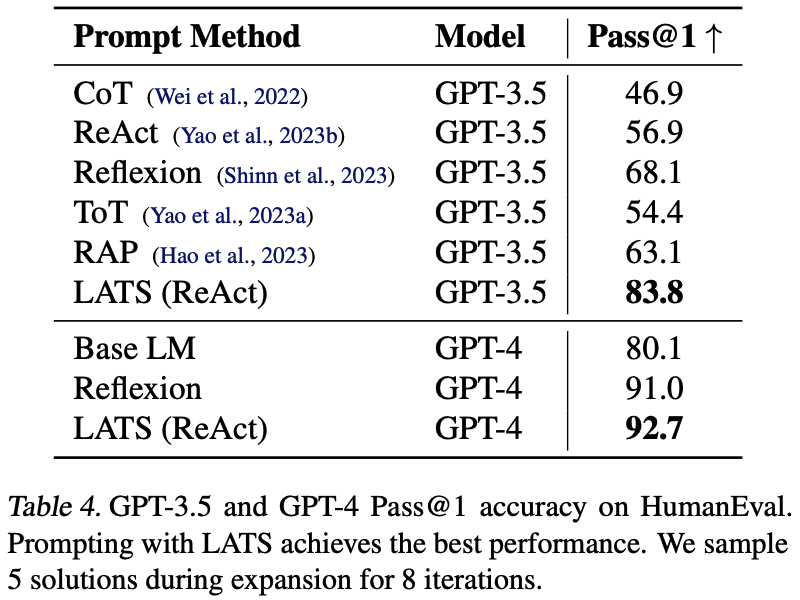 Prompt Method Model Pass@1 ↑
CoT (Wei et al., 2022) GPT-3.5 46.9
ReAct (Yao et al., 2023b) GPT-3.5 56.9
Reflexion (Shinn et al., 2023) GPT-3.5 68.1
ToT (Yao et al., 2023a) GPT-3.5 54.4
RAP (Hao et al., 2023) GPT-3.5 63.1
LATS (ReAct) GPT-3.5 83.8
Base LM GPT-4 80.1
Reflexion GPT-4 91.0
LATS (ReAct) GPT-4 92.7
Table 4. GPT-3.5 and GPT-4 Pass@1 accuracy on HumanEval.
Prompting with LATS achieves the best performance. We sample
5 solutions during expansion for 8 iterations.